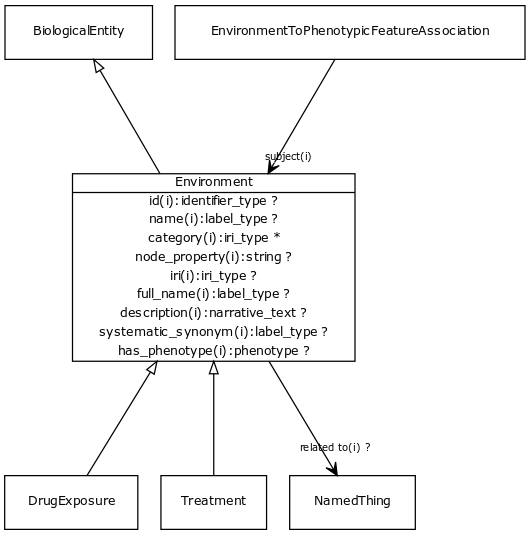 BiologicalEntity
EnvironmentToPhenotypicFeatureAssociation
subject(i)
Environment
id(i):identifier_type ?
name(i):label_type ?
category(i):iri_type *
node_property(i):string ?
iri(i):iri_type ?
full_name(i):label_type ?
description(i):narrative_text ?
systematic_synonym(i):label_type ?
has_phenotype(i):phenotype ?
related to(i) ?
DrugExposure
Treatment
NamedThing